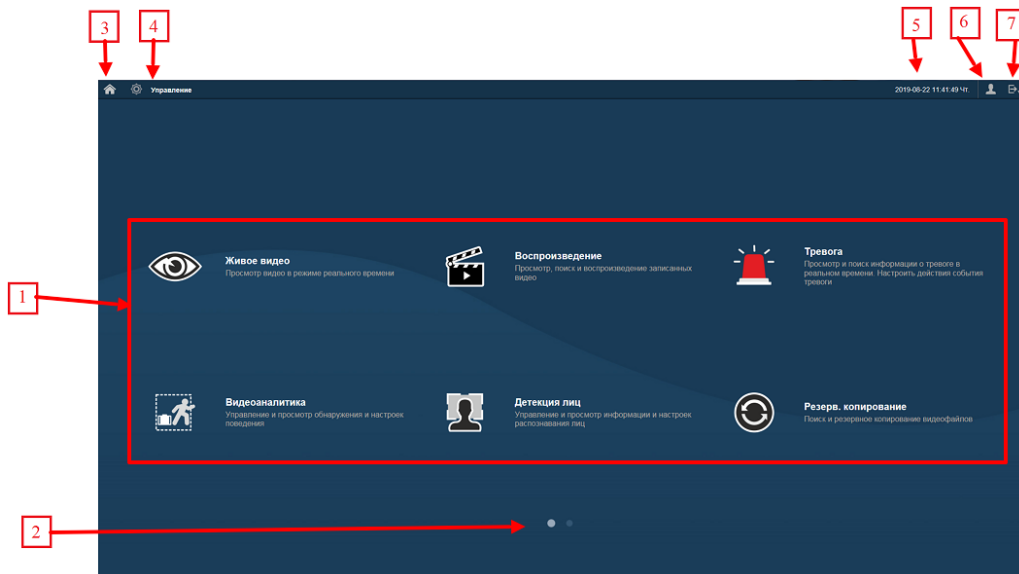 3 4 5 6 7
Управление 2019-08-22 11:41:49 Чт.
1
Живое видео
Просмотр видео в режиме реального времени
Воспроизведение
Просмотр, поиск и воспроизведение записанных
видео
Тревога
Просмотр и поиск информации о тревоге в
реальном времени. Настроить действия события
тревоги
Видеоаналитика
Управление и просмотр обнаружения и настроек
поведения
Детекция лиц
Управление и просмотр информации и настроек
распознавания лиц
Резерв. копирование
Поиск и резервное копирование видеофайлов
2